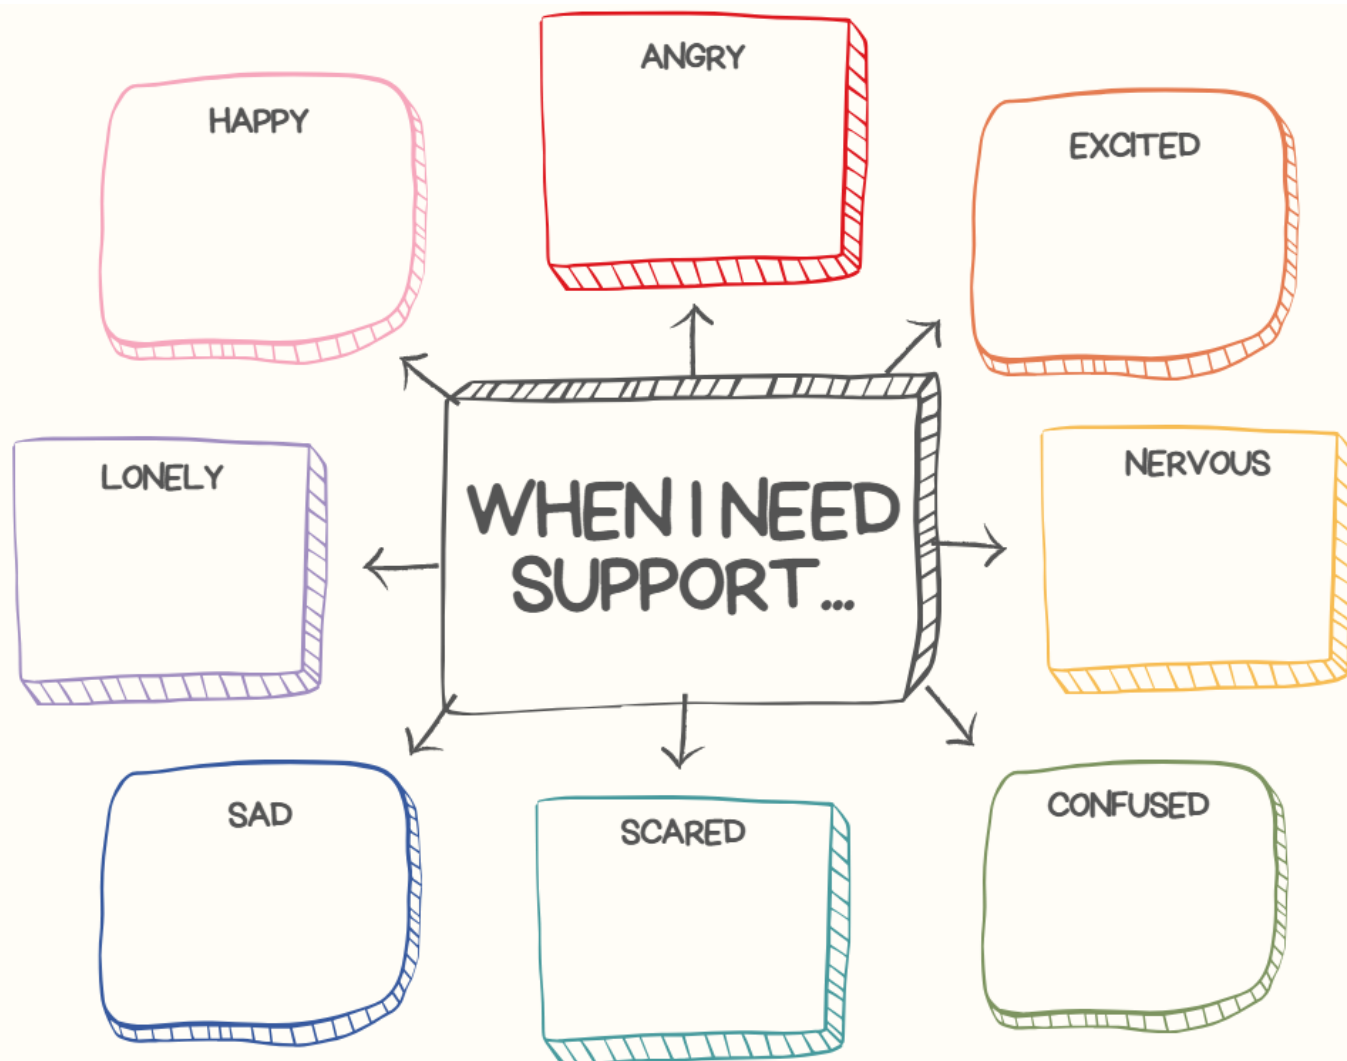 ANGRY
HAPPY
EXCITED
LONELY
NERVOUS
WHEN I NEED
SUPPORT...
SAD
SCARED
CONFUSED